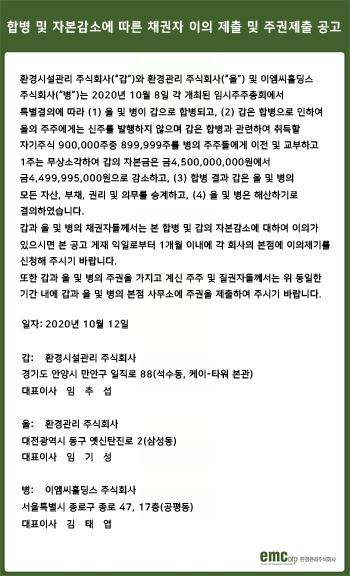 합병 및 자본감소에 따른 채권자 이의 제출 및 주권제출 공고
환경시설관리 주식회사(“갑”)와 환경관리 주식회사(“을”) 및 이엠씨홀딩스
주식회사(“병”)는 2020년 10월 8일 각 개최된 임시주주총회에서
특별결의에 따라 (1) 을 및 병이 갑으로 합병되고, (2) 갑은 합병으로 인하여
을의 주주에게는 신주를 발행하지 않으며 갑은 합병과 관련하여 취득할
자기주식 900,000주중 899,999주를 병의 주주들에게 이전 및 교부하고
1주는 무상소각하여 갑의 자본금은 금4,500,000,000원에서
금4,499,995,000원으로 감소하고, (3) 합병 결과 갑은 을 및 병의
모든 자산, 부채, 권리 및 의무를 승계하고, (4) 을 및 병은 해산하기로
결의하였습니다.
갑과 을 및 병의 채권자들께서는 본 합병 및 갑의 자본감소에 대하여 이의가
있으시면 본 공고 게재 익일로부터 1개월 이내에 각 회사의 본점에 이의제기를
신청해 주시기 바랍니다.
또한 갑과 을 및 병의 주권을 가지고 계신 주주 및 질권자들께서는 위 동일한
기간 내에 갑과 을 및 병의 본점 사무소에 주권을 제출하여 주시기 바랍니다.
일자: 2020년 10월 12일
갑: 환경시설관리 주식회사
경기도 안양시 만안구 일직로 88(석수동, 케이-타워 본관)
대표이사 임 추 섭
을: 환경관리 주식회사
대전광역시 동구 옛신탄진로 2(삼성동)
대표이사 임 기 성
병: 이엠씨홀딩스 주식회사
서울특별시 종로구 종로 47, 17층(공평동)
대표이사 김 태 엽
emcorp 환경관리주식회사